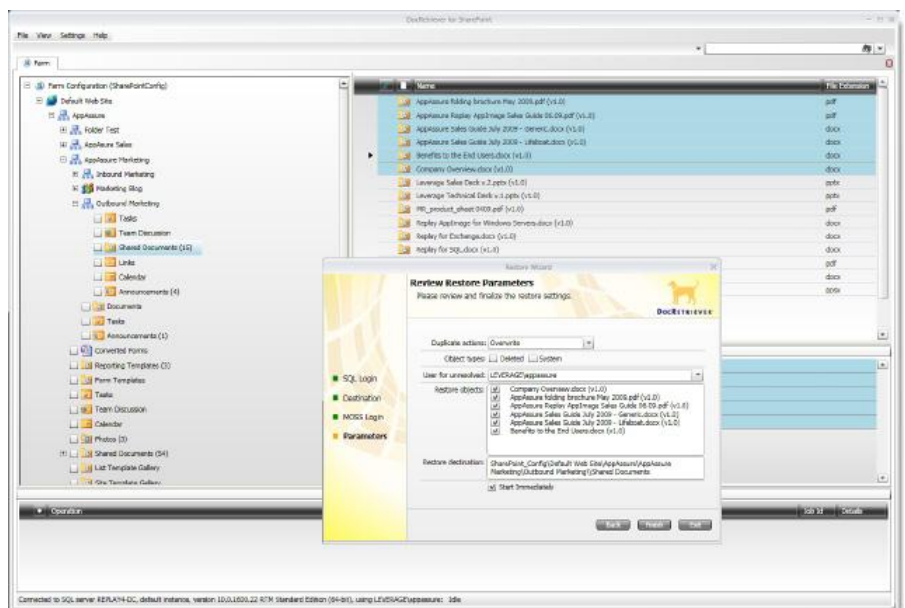 DocRetriever for SharePoint
File View Settings Help
Farm
Farm Configuration (SharePointConfig)
Default Web Site
AppAssure
Folder Test
AppAssure Sales
AppAssure Marketing
Inbound Marketing
Marketing Blog
Outbound Marketing
Tasks
Team Discussion
Shared Documents (15)
Links
Calendar
Announcements (4)
Documents
Tasks
Announcements (1)
Converted Forms
Reporting Templates (3)
Form Templates
Tasks
Team Discussion
Calendar
Photos (3)
Shared Documents (54)
List Template Gallery
Site Template Gallery
Name File Extension
AppAssure folding brochure May 2009.pdf (v1.0) pdf
AppAssure Replay AppImage Sales Guide 06.09.pdf (v1.0) pdf
AppAssure Sales Guide July 2009 - Generic.docx (v1.0) docx
AppAssure Sales Guide July 2009 - Lifeboat.docx (v1.0) docx
Benefits to the End Users.docx (v1.0) docx
Company Overview.docx (v1.0) docx
Leverage Sales Deck v.2.pptx (v1.0) pptx
Leverage Technical Deck v.1.pptx (v1.0) pptx
MR_product_sheet 0409.pdf (v1.0) pdf
Replay AppImage for Windows Servers.docx (v1.0) docx
Replay for Exchange.docx (v1.0) docx
Replay for SQL.docx (v1.0) docx
pdf
docx
docx
Restore Wizard
Review Restore Parameters
Please review and finalize the restore settings.
DOCRETRIEVER
SQL Login
Destination
MOSS Login
Parameters
Duplicate actions: Overwrite
Object types: Deleted System
User for unresolved: LEVERAGE\appassure
Restore objects: Company Overview.docx (v1.0)
AppAssure folding brochure May 2009.pdf (v1.0)
AppAssure Replay AppImage Sales Guide 06.09.pdf (v1.0)
AppAssure Sales Guide July 2009 - Generic.docx (v1.0)
AppAssure Sales Guide July 2009 - Lifeboat.docx (v1.0)
Benefits to the End Users.docx (v1.0)
Restore destination: SharePoint_Config\Default Web Site\AppAssure\AppAssure
Marketing\Outbound Marketing\Shared Documents
Start Immediately
Back Finish Exit
Operation Job Id Details
Connected to SQL server REPLAY4-DC, default instance, version 10.0.1600.22 RTM Standard Edition (64-bit), using LEVERAGE\appassure: Idle